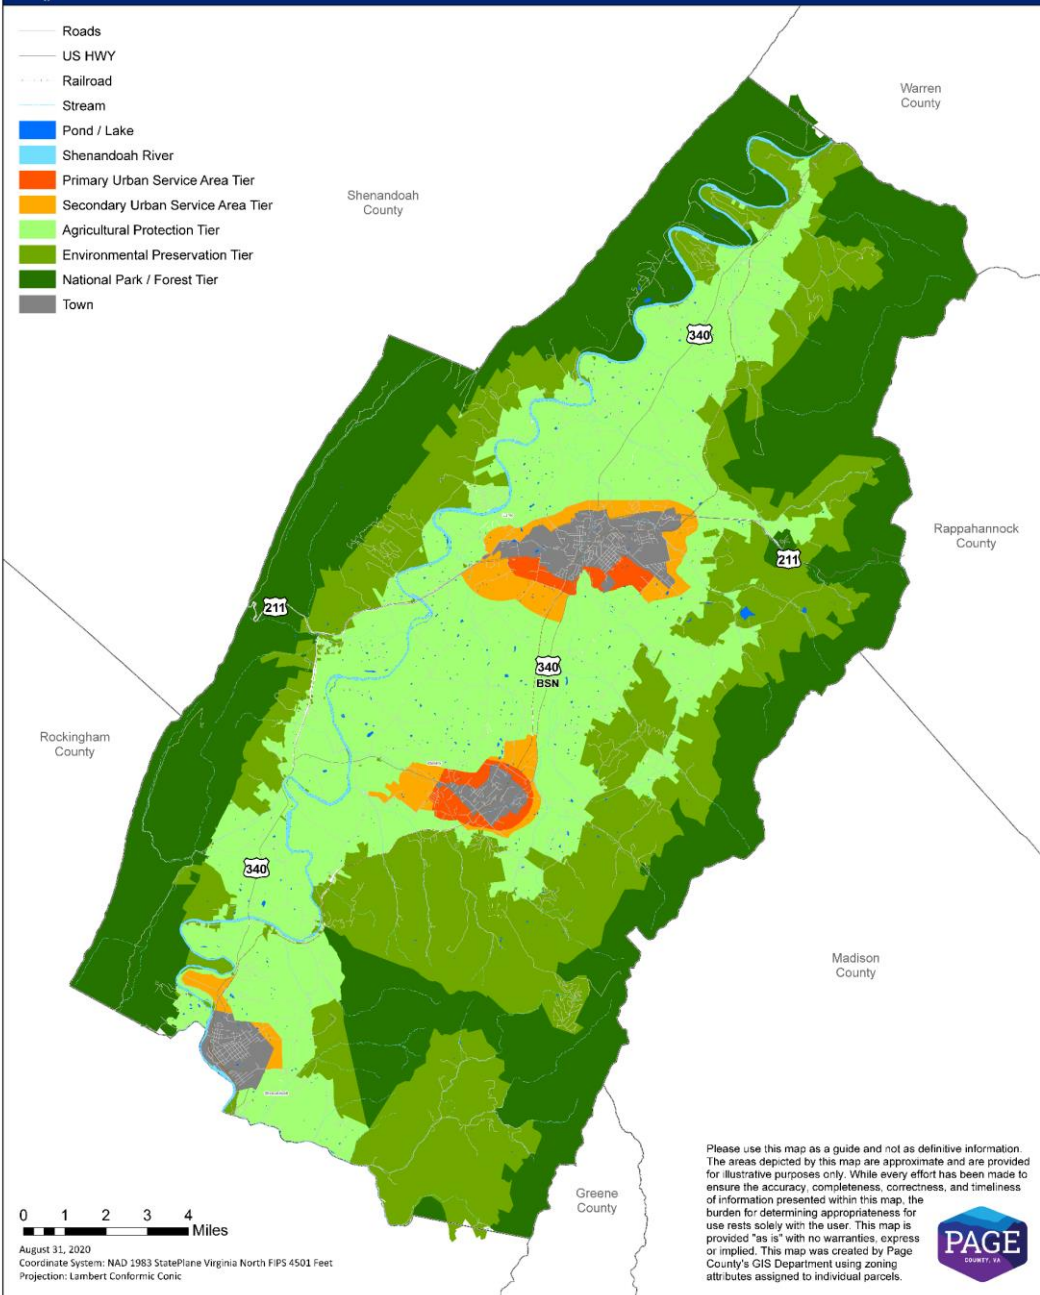 Roads
US HWY
Railroad
Stream
Pond / Lake
Shenandoah River
Primary Urban Service Area Tier
Secondary Urban Service Area Tier
Agricultural Protection Tier
Environmental Preservation Tier
National Park / Forest Tier
Town
Warren
County
Shenandoah
County
340
Rappahannock
County
211
211
340
BSN
Rockingham
County
340
Madison
County
Greene
County
0 1 2 3 4
Miles
August 31, 2020
Coordinate System: NAD 1983 StatePlane Virginia North FIPS 4501 Feet
Projection: Lambert Conformic Conic
Please use this map as a guide and not as definitive information.
The areas depicted by this map are approximate and are provided
for illustrative purposes only. While every effort has been made to
ensure the accuracy, completeness, correctness, and timeliness
of information presented within this map, the
burden for determining appropriateness for
use rests solely with the user. This map is
provided "as is" with no warranties, express
or implied. This map was created by Page
County's GIS Department using zoning
attributes assigned to individual parcels.
PAGE
COUNTY, VA